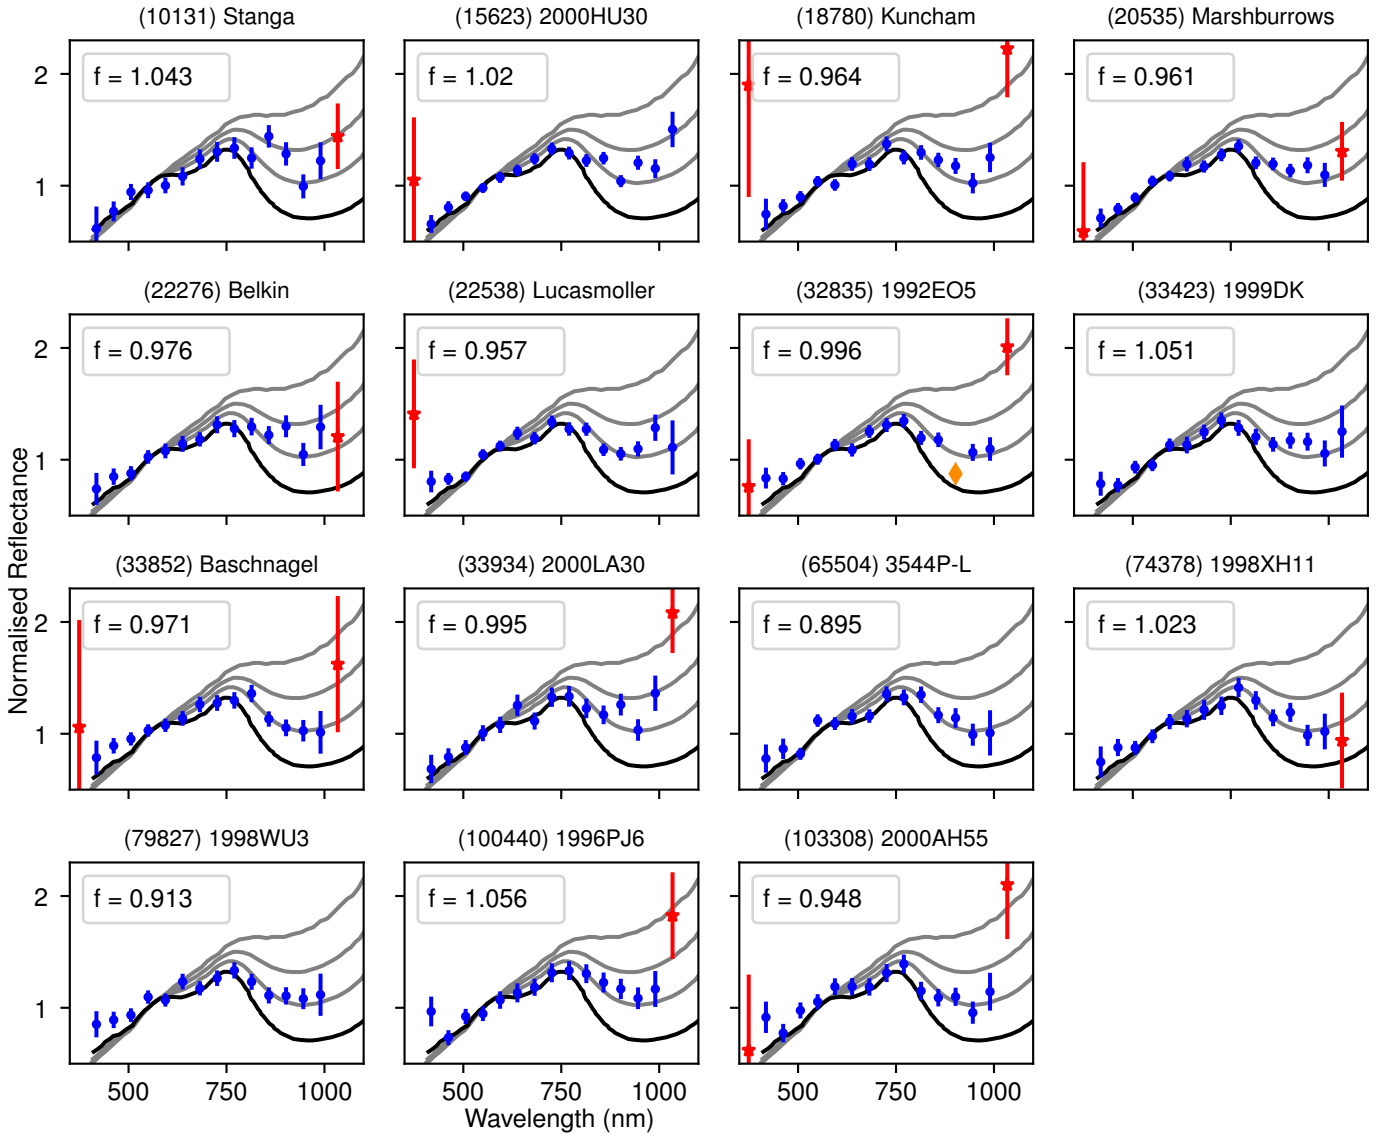 (10131) Stanga
(15623) 2000HU30
(18780) Kuncham
(20535) Marshburrows
2
1
f = 1.043
f = 1.02
f = 0.964
f = 0.961
(22276) Belkin
(22538) Lucasmoller
(32835) 1992EO5
(33423) 1999DK
2
1
f = 0.976
f = 0.957
f = 0.996
f = 1.051
Normalised Reflectance
(33852) Baschnagel
(33934) 2000LA30
(65504) 3544P-L
(74378) 1998XH11
2
1
f = 0.971
f = 0.995
f = 0.895
f = 1.023
(79827) 1998WU3
(100440) 1996PJ6
(103308) 2000AH55
2
1
f = 0.913
f = 1.056
f = 0.948
500 750 1000
500 750 1000
500 750 1000
Wavelength (nm)